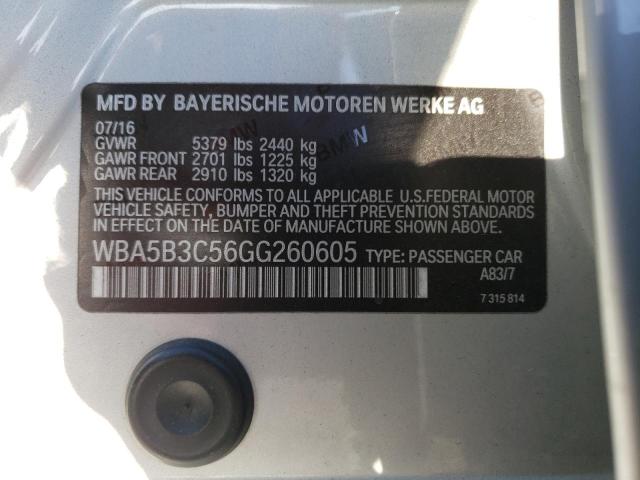 MFD BY BAYERISCHE MOTOREN WERKE AG
07/16
GVWR 5379 lbs 2440 kg
GAWR FRONT 2701 lbs 1225 kg
GAWR REAR 2910 lbs 1320 kg
THIS VEHICLE CONFORMS TO ALL APPLICABLE U.S.FEDERAL MOTOR
VEHICLE SAFETY, BUMPER AND THEFT PREVENTION STANDARDS
IN EFFECT ON THE DATE OF MANUFACTURE SHOWN ABOVE.
WBA5B3C56GG260605 TYPE: PASSENGER CAR
A83/7
7 315 814